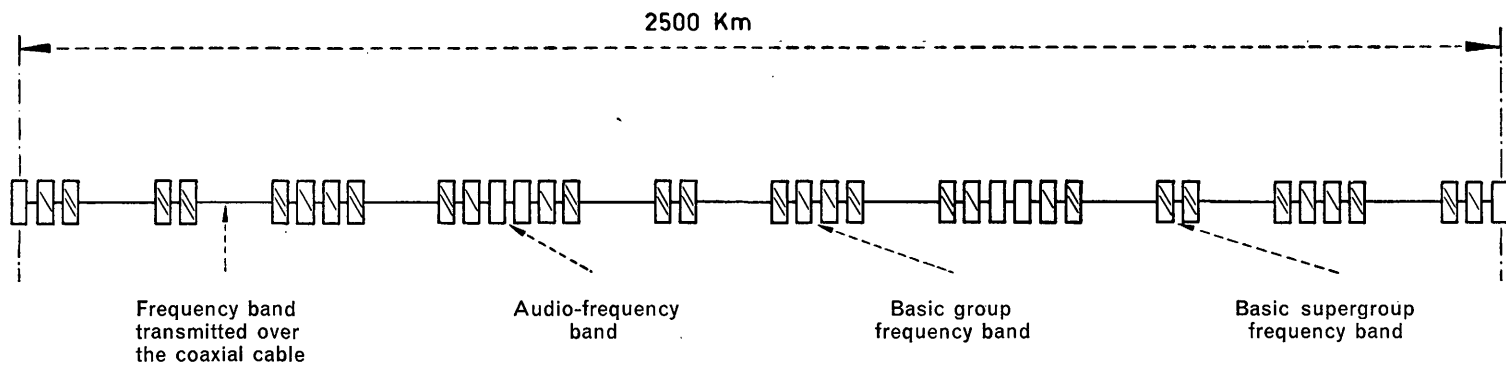 2500 Km
Frequency band
transmitted over
the coaxial cable
Audio-frequency
band
Basic group
frequency band
Basic supergroup
frequency band